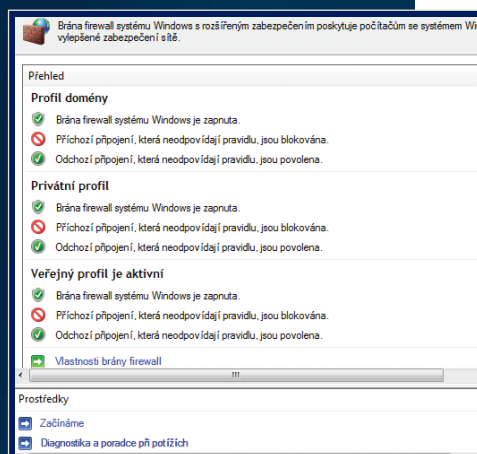 Brána firewall systému Windows s rozšířeným zabezpečením poskytuje počítačům se systémem
vylepšené zabezpečení sítě.
Přehled
Profil domény
Brána firewall systému Windows je zapnuta.
Příchozí připojení, která neodpovídají pravidlu, jsou blokována.
Odchozí připojení, která neodpovídají pravidlu, jsou povolena.
Privátní profil
Brána firewall systému Windows je zapnuta.
Příchozí připojení, která neodpovídají pravidlu, jsou blokována.
Odchozí připojení, která neodpovídají pravidlu, jsou povolena.
Veřejný profil je aktivní
Brána firewall systému Windows je zapnuta.
Příchozí připojení, která neodpovídají pravidlu, jsou blokována.
Odchozí připojení, která neodpovídají pravidlu, jsou povolena.
Vlastnosti brány firewall
Prostředky
Začínáme
Diagnostika a poradce při potížích